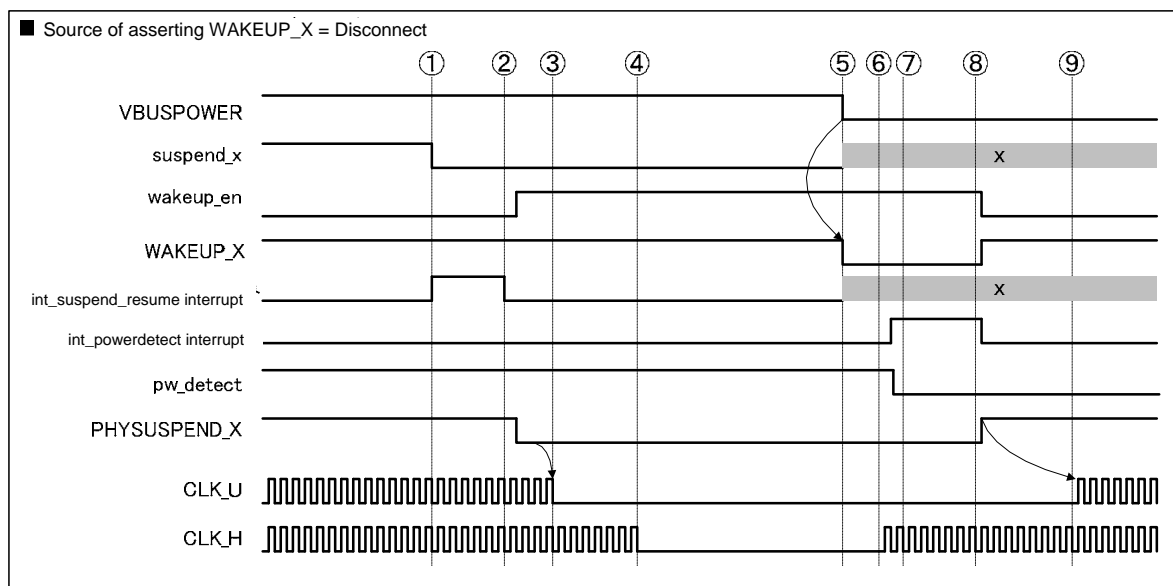 ■ Source of asserting WAKEUP_X = Disconnect
① ② ③ ④ ⑤ ⑥ ⑦ ⑧ ⑨
VBUSPOWER
suspend_x x
wakeup_en
WAKEUP_X
int_suspend_resume interrupt x
int_powerdetect interrupt
pw_detect
PHYSUSPEND_X
CLK_U
CLK_H